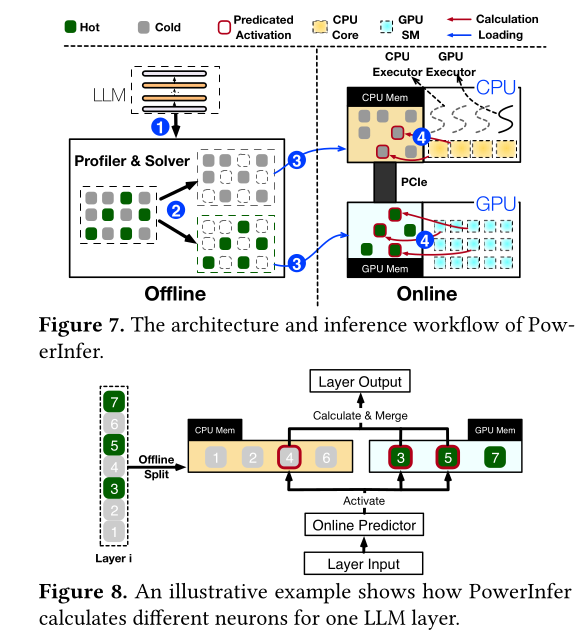 Hot
Cold
Predicated
Activation
CPU
Core
GPU
SM
Calculation
Loading
LLM
1
Profiler & Solver
2
3
3
Offline
CPU
Executor
GPU
Executor
CPU
CPU Mem
4
PCIe
GPU
4
GPU Mem
Online
Figure 7. The architecture and inference workflow of Pow-
erInfer.
Layer Output
Calculate & Merge
7
6
5
4
3
2
1
Layer i
Offline
Split
CPU Mem
GPU Mem
1 2 4 6
3 5 7
Activate
Online Predictor
Layer Input
Figure 8. An illustrative example shows how PowerInfer
calculates different neurons for one LLM layer.